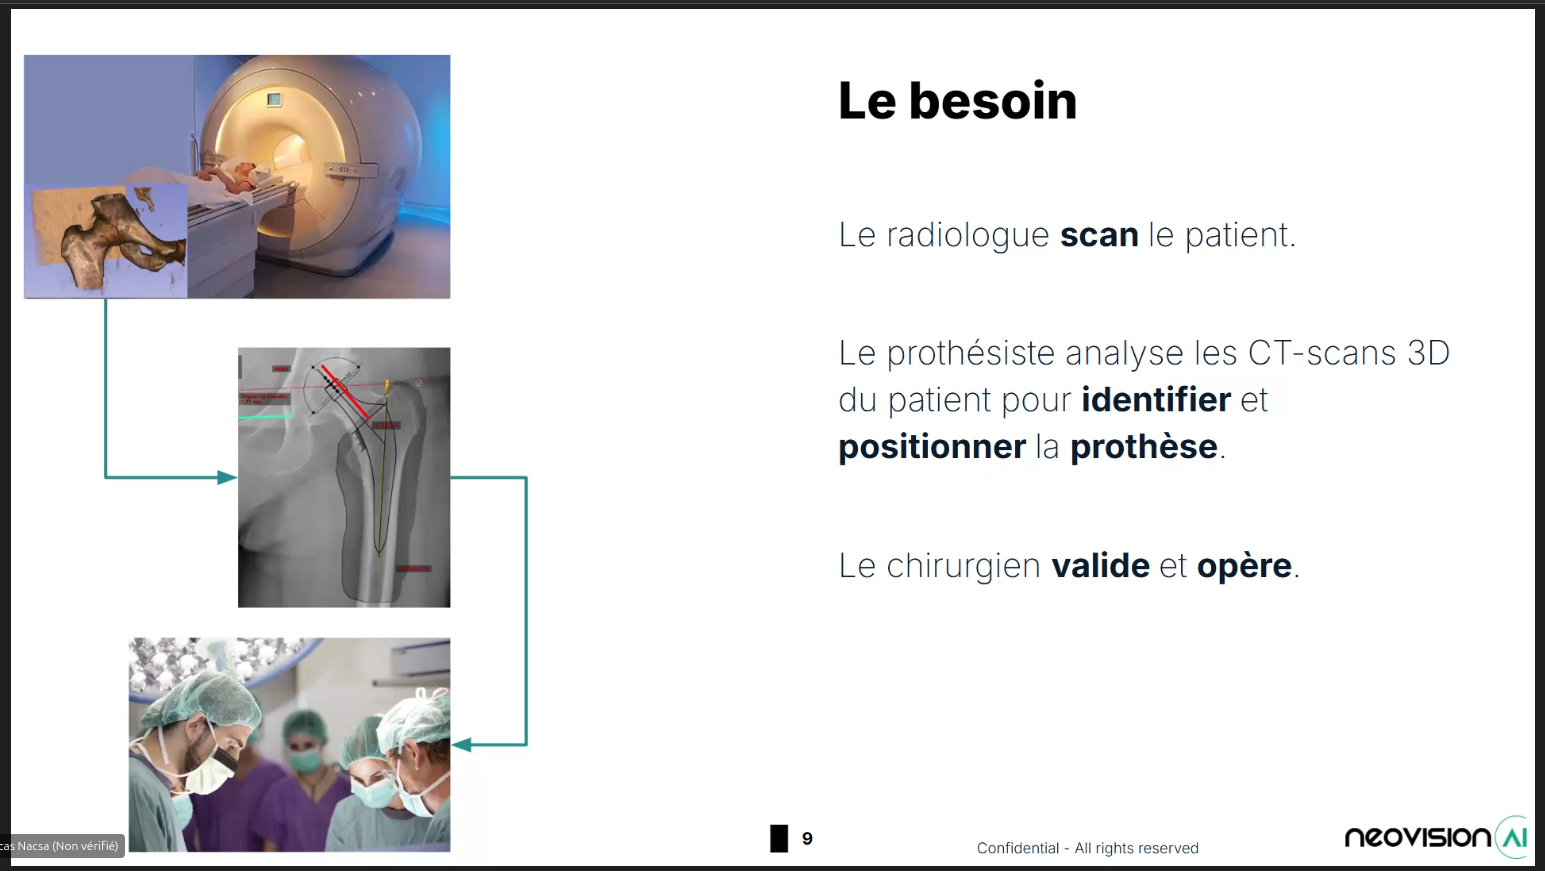 Le besoin
Le radiologue scan le patient.
Le prothésiste analyse les CT-scans 3D
du patient pour identifier et
positionner la prothèse.
Le chirurgien valide et opère.
cas Nacsa (Non vérifié)
9
Confidential - All rights reserved
neovision AI